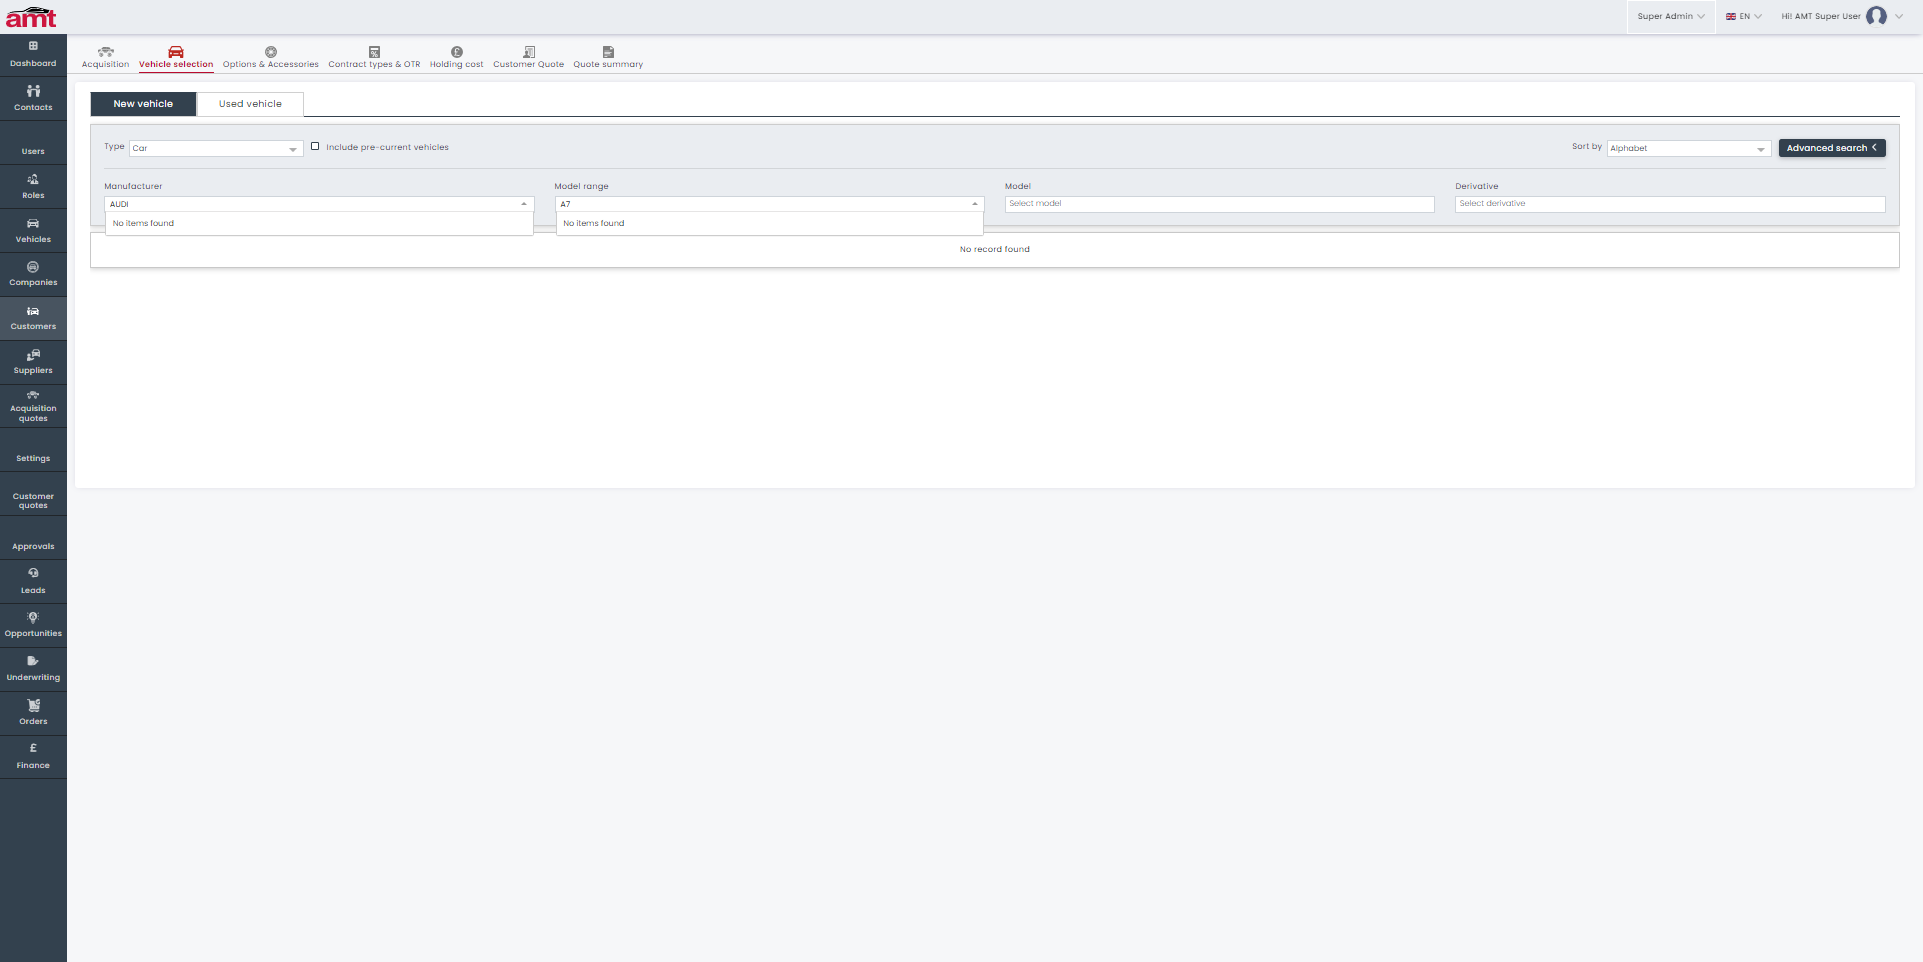 amt
Super Admin
EN
Hi! AMT Super User
Dashboard
Contacts
Users
Roles
Vehicles
Companies
Customers
Suppliers
Acquisition
quotes
Settings
Customer
quotes
Approvals
Leads
Opportunities
Underwriting
Orders
£
Finance
Acquisition
Vehicle selection
Options & Accessories
Contract types & OTR
Holding cost
Customer Quote
Quote summary
New vehicle
Used vehicle
Type
Car
Include pre-current vehicles
Sort by
Alphabet
Advanced search
Manufacturer
Model range
Model
Derivative
AUDI
A7
Select model
Select derivative
No items found
No items found
No record found